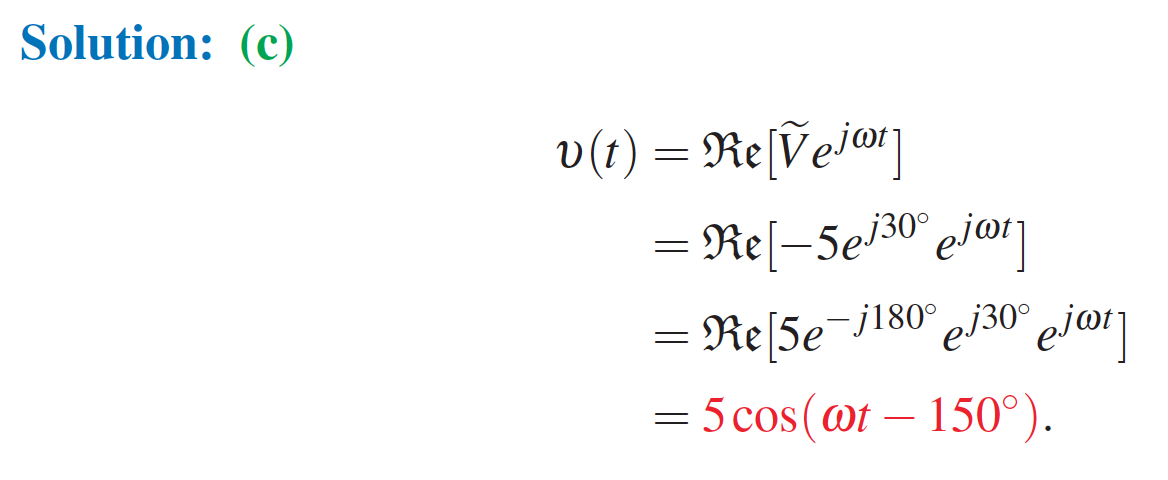 Solution: (c)
υ(t) = ℜ𝔢[Ṽe^{jωt}]
= ℜ𝔢[−5e^{j30°} e^{jωt}]
= ℜ𝔢[5e^{−j180°} e^{j30°} e^{jωt}]
= 5 cos(ωt − 150°).